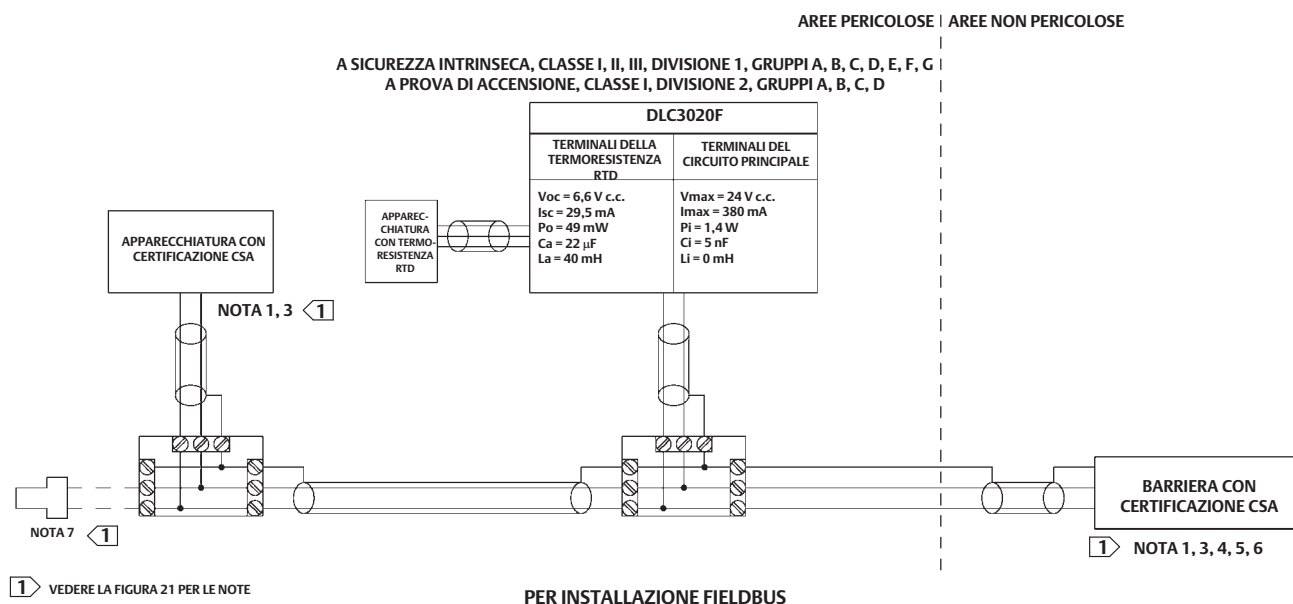 AREE PERICOLOSE
AREE NON PERICOLOSE
A SICUREZZA INTRINSECA, CLASSE I, II, III, DIVISIONE 1, GRUPPI A, B, C, D, E, F, G
A PROVA DI ACCENSIONE, CLASSE I, DIVISIONE 2, GRUPPI A, B, C, D
DLC3020F
TERMINALI DELLA
TERMORESISTENZA
RTD
TERMINALI DEL
CIRCUITO PRINCIPALE
Voc = 6,6 V c.c.
Isc = 29,5 mA
Po = 49 mW
Ca = 22 μF
La = 40 mH
Vmax = 24 V c.c.
Imax = 380 mA
Pi = 1,4 W
Ci = 5 nF
Li = 0 mH
APPAREC-
CHIATURA
CON TERMO-
RESISTENZA
RTD
APPARECCHIATURA CON
CERTIFICAZIONE CSA
NOTA 1, 3 1
BARRIERA CON
CERTIFICAZIONE CSA
NOTA 7 1
1 NOTA 1, 3, 4, 5, 6
1 VEDERE LA FIGURA 21 PER LE NOTE
PER INSTALLAZIONE FIELDBUS